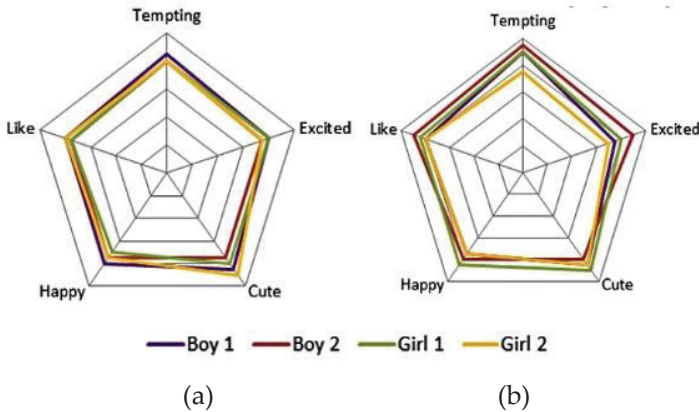 Tempting
Tempting
Like
Excited
Like
Excited
Happy
Cute
Happy
Cute
Boy 1 Boy 2 Girl 1 Girl 2
(a) (b)